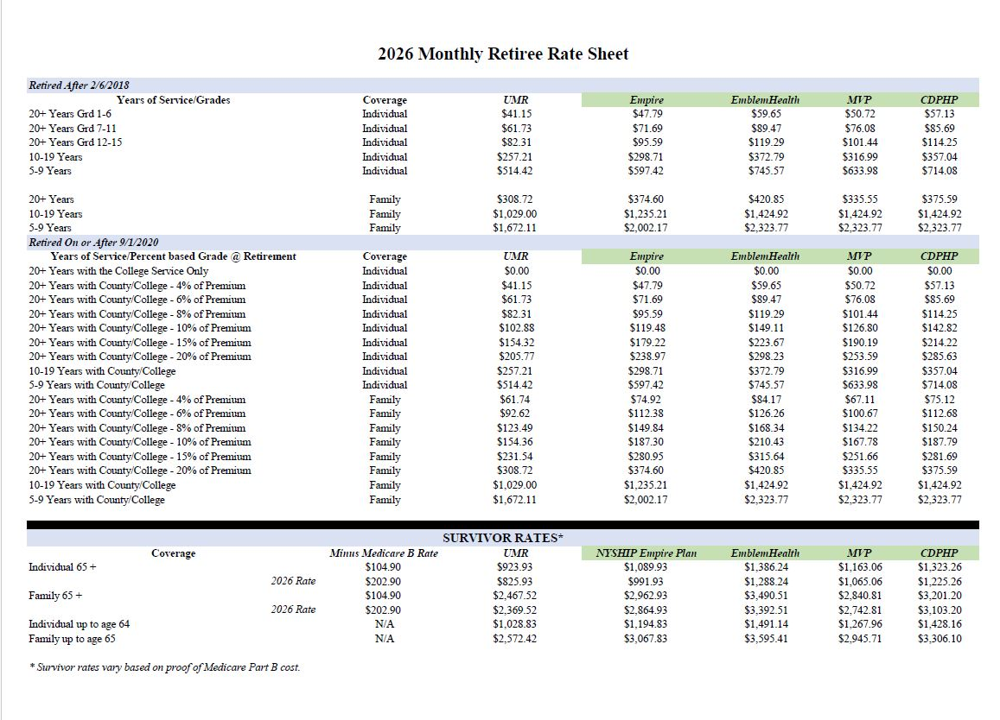 2026 Monthly Retiree Rate Sheet
Retired After 2/6/2018
Years of Service/Grades Coverage UMR Empire EmblemHealth MVP CDPHP
20+ Years Grd 1-6 Individual $41.15 $47.79 $59.65 $50.72 $57.13
20+ Years Grd 7-11 Individual $61.73 $71.69 $89.47 $76.08 $85.69
20+ Years Grd 12-15 Individual $82.31 $95.59 $119.29 $101.44 $114.25
10-19 Years Individual $257.21 $298.71 $372.79 $316.99 $357.04
5-9 Years Individual $514.42 $597.42 $745.57 $633.98 $714.08
20+ Years Family $308.72 $374.60 $420.85 $335.55 $375.59
10-19 Years Family $1,029.00 $1,235.21 $1,424.92 $1,424.92 $1,424.92
5-9 Years Family $1,672.11 $2,002.17 $2,323.77 $2,323.77 $2,323.77
Retired On or After 9/1/2020
Years of Service/Percent based Grade @ Retirement Coverage UMR Empire EmblemHealth MVP CDPHP
20+ Years with the College Service Only Individual $0.00 $0.00 $0.00 $0.00 $0.00
20+ Years with County/College - 4% of Premium Individual $41.15 $47.79 $59.65 $50.72 $57.13
20+ Years with County/College - 6% of Premium Individual $61.73 $71.69 $89.47 $76.08 $85.69
20+ Years with County/College - 8% of Premium Individual $82.31 $95.59 $119.29 $101.44 $114.25
20+ Years with County/College - 10% of Premium Individual $102.88 $119.48 $149.11 $126.80 $142.82
20+ Years with County/College - 15% of Premium Individual $154.32 $179.22 $223.67 $190.19 $214.22
20+ Years with County/College - 20% of Premium Individual $205.77 $238.97 $298.23 $253.59 $285.63
10-19 Years with County/College Individual $257.21 $298.71 $372.79 $316.99 $357.04
5-9 Years with County/College Individual $514.42 $597.42 $745.57 $633.98 $714.08
20+ Years with County/College - 4% of Premium Family $61.74 $74.92 $84.17 $67.11 $75.12
20+ Years with County/College - 6% of Premium Family $92.62 $112.38 $126.26 $100.67 $112.68
20+ Years with County/College - 8% of Premium Family $123.49 $149.84 $168.34 $134.22 $150.24
20+ Years with County/College - 10% of Premium Family $154.36 $187.30 $210.43 $167.78 $187.79
20+ Years with County/College - 15% of Premium Family $231.54 $280.95 $315.64 $251.66 $281.69
20+ Years with County/College - 20% of Premium Family $308.72 $374.60 $420.85 $335.55 $375.59
10-19 Years with County/College Family $1,029.00 $1,235.21 $1,424.92 $1,424.92 $1,424.92
5-9 Years with County/College Family $1,672.11 $2,002.17 $2,323.77 $2,323.77 $2,323.77
SURVIVOR RATES*
Coverage Minus Medicare B Rate UMR NYSHIP Empire Plan EmblemHealth MVP CDPHP
Individual 65 + $104.90 $923.93 $1,089.93 $1,386.24 $1,163.06 $1,323.26
2026 Rate $202.90 $825.93 $991.93 $1,288.24 $1,065.06 $1,225.26
Family 65 + $104.90 $2,467.52 $2,962.93 $3,490.51 $2,840.81 $3,201.20
2026 Rate $202.90 $2,369.52 $2,864.93 $3,392.51 $2,742.81 $3,103.20
Individual up to age 64 N/A $1,028.83 $1,194.83 $1,491.14 $1,267.96 $1,428.16
Family up to age 65 N/A $2,572.42 $3,067.83 $3,595.41 $2,945.71 $3,306.10
* Survivor rates vary based on proof of Medicare Part B cost.